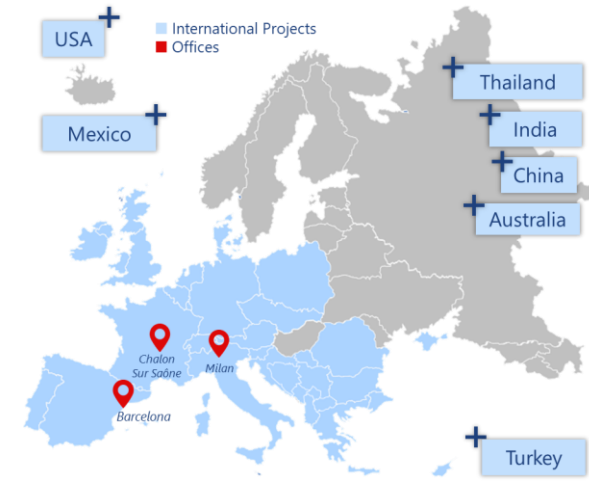 USA
International Projects
Offices
Mexico
Thailand
India
China
Australia
Chalon
Sur Saône
Milan
Barcelona
Turkey